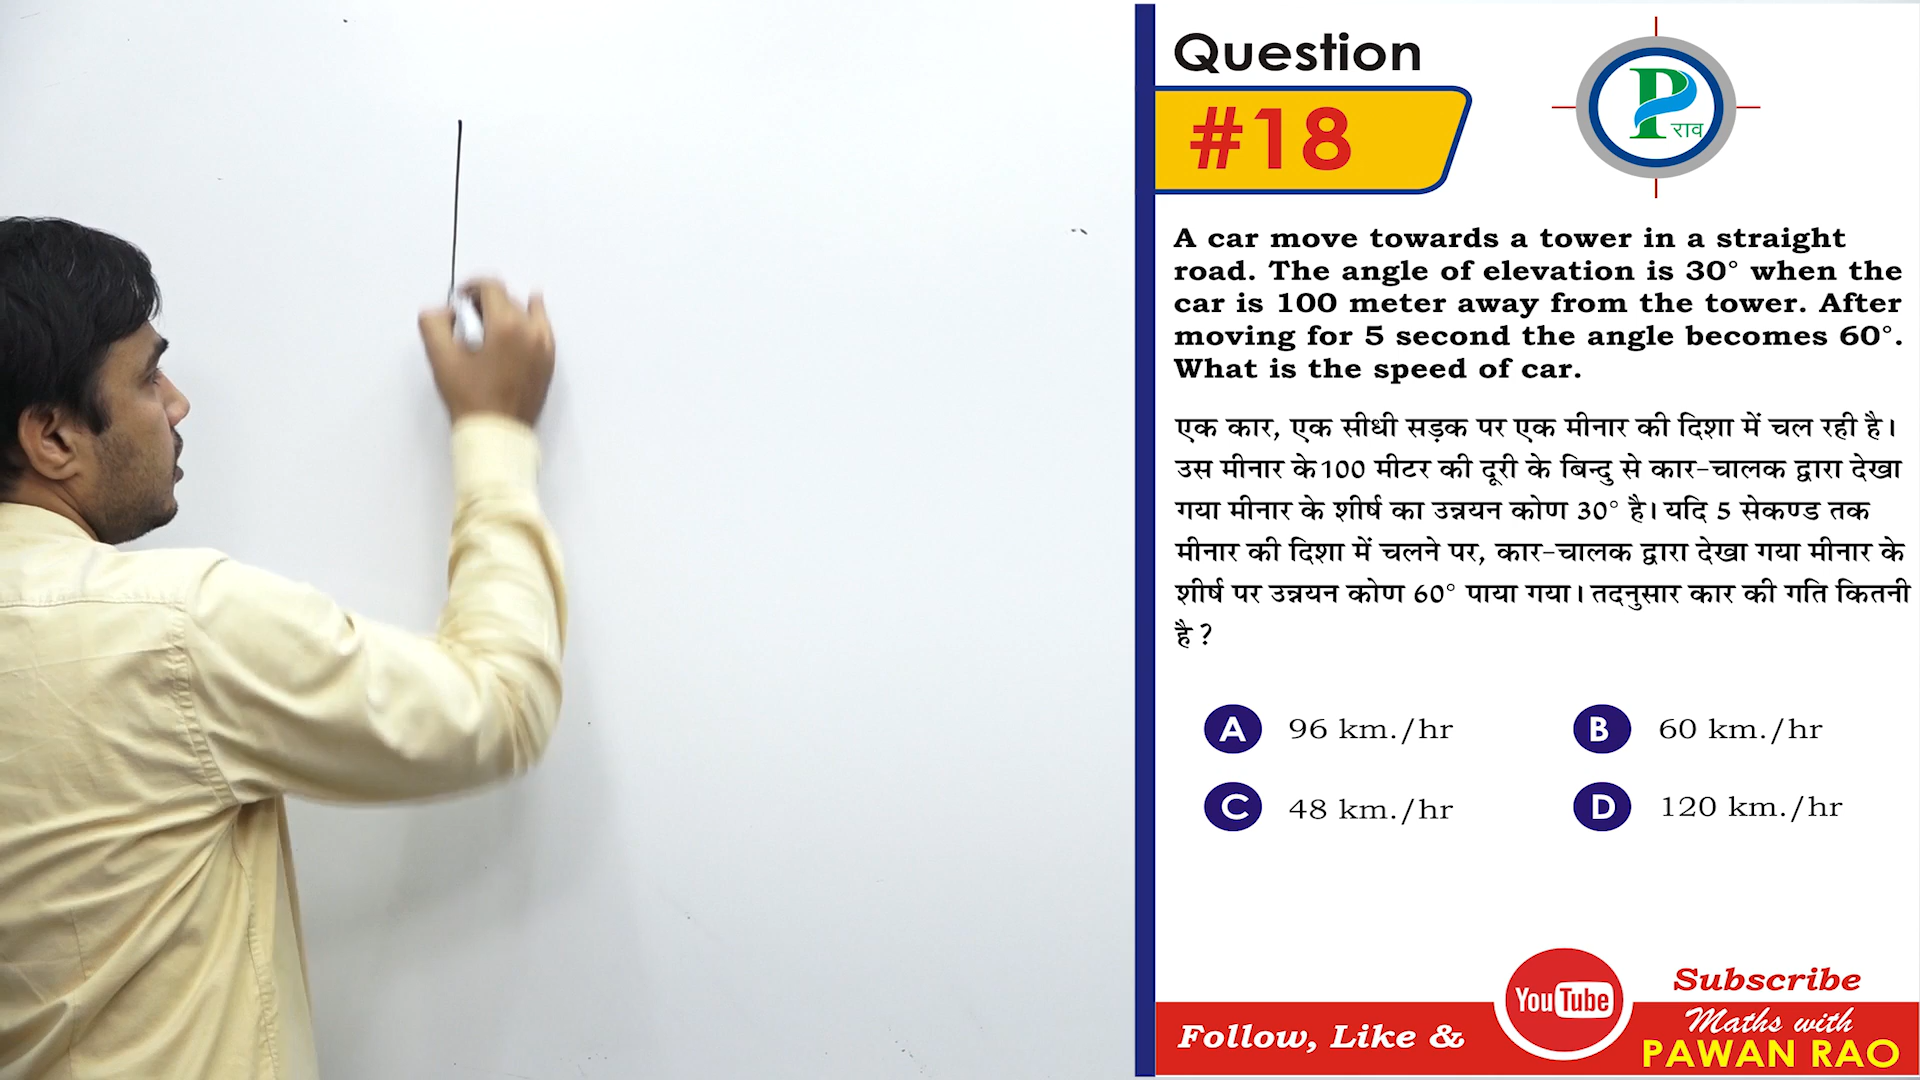 Question
#18
P
राव
A car move towards a tower in a straight
road. The angle of elevation is 30° when the
car is 100 meter away from the tower. After
moving for 5 second the angle becomes 60°.
What is the speed of car.
एक कार, एक सीधी सड़क पर एक मीनार की दिशा में चल रही है।
उस मीनार के100 मीटर की दूरी के बिन्दु से कार-चालक द्वारा देखा
गया मीनार के शीर्ष का उन्नयन कोण 30° है। यदि 5 सेकण्ड तक
मीनार की दिशा में चलने पर, कार-चालक द्वारा देखा गया मीनार के
शीर्ष पर उन्नयन कोण 60° पाया गया। तदनुसार कार की गति कितनी
है ?
A 96 km./hr B 60 km./hr
C 48 km./hr D 120 km./hr
Follow, Like &
YouTube
Subscribe
Maths with
PAWAN RAO